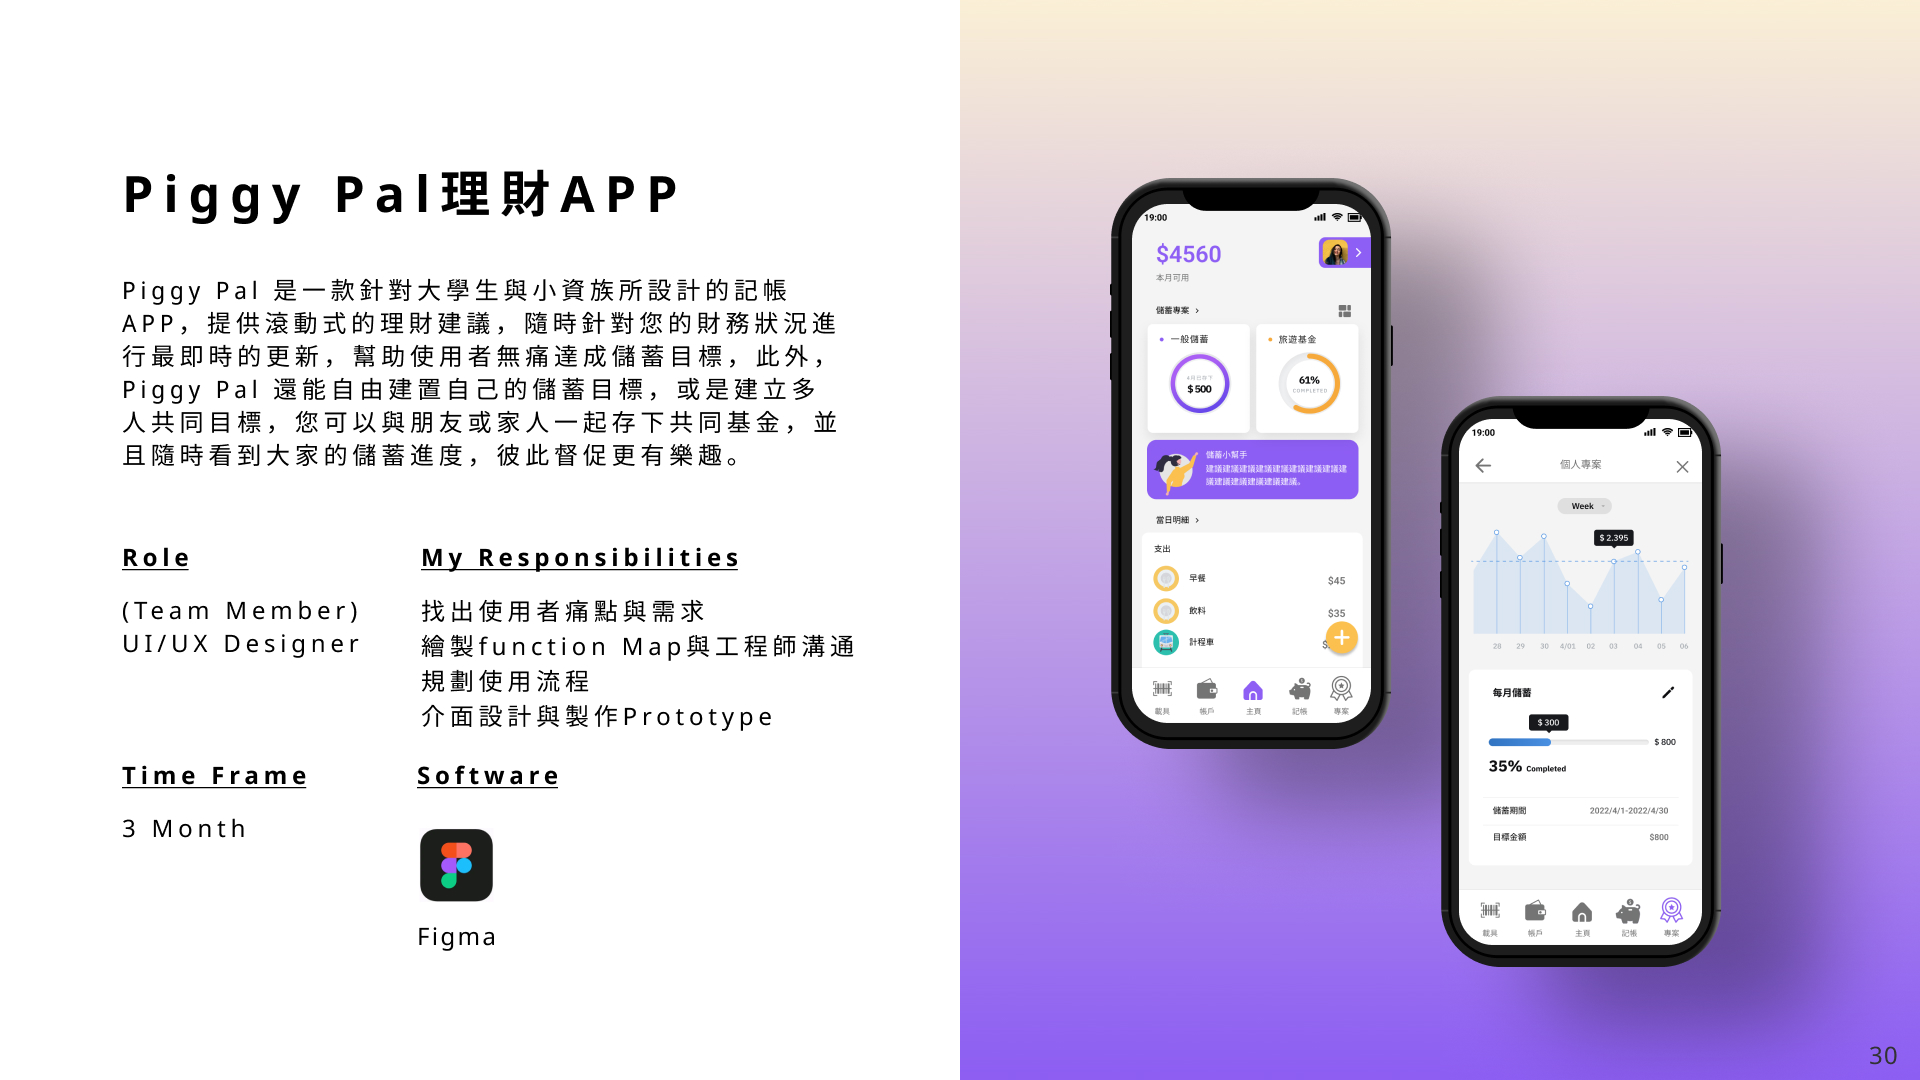 Piggy Pal理財APP
Piggy Pal 是一款針對大學生與小資族所設計的記帳
APP，提供滾動式的理財建議，隨時針對您的財務狀況進
行最即時的更新，幫助使用者無痛達成儲蓄目標，此外，
Piggy Pal 還能自由建置自己的儲蓄目標，或是建立多
人共同目標，您可以與朋友或家人一起存下共同基金，並
且隨時看到大家的儲蓄進度，彼此督促更有樂趣。
Role
(Team Member)
UI/UX Designer
My Responsibilities
找出使用者痛點與需求
繪製function Map與工程師溝通
規劃使用流程
介面設計與製作Prototype
Time Frame
3 Month
Software
Figma
19:00
$4560
本月可用
儲蓄專案 ›
一般儲蓄
$500
旅遊基金
61%
COMPLETED
儲蓄小幫手
建議建議建議建議建議建議建議建議建
議建議建議建議建議建議。
當日明細 ›
支出
早餐
$45
飲料
$35
計程車
載具
帳戶
主頁
記帳
專案
19:00
個人專案
Week
$ 2.395
28 29 30 4/01 02 03 04 05 06
每月儲蓄
$ 300
$ 800
35% Completed
儲蓄期間
2022/4/1-2022/4/30
目標金額
$800
載具
帳戶
主頁
記帳
專案
30